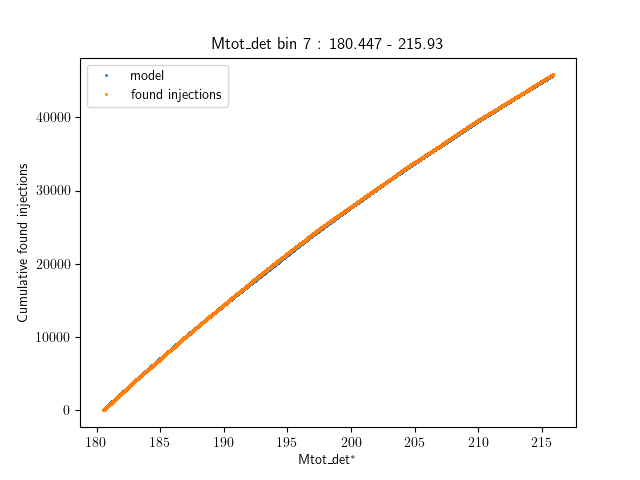 Mtot_det bin 7 : 180.447 - 215.93
model
found injections
Cumulative found injections
40000
30000
20000
10000
0
180 185 190 195 200 205 210 215
Mtot_det*